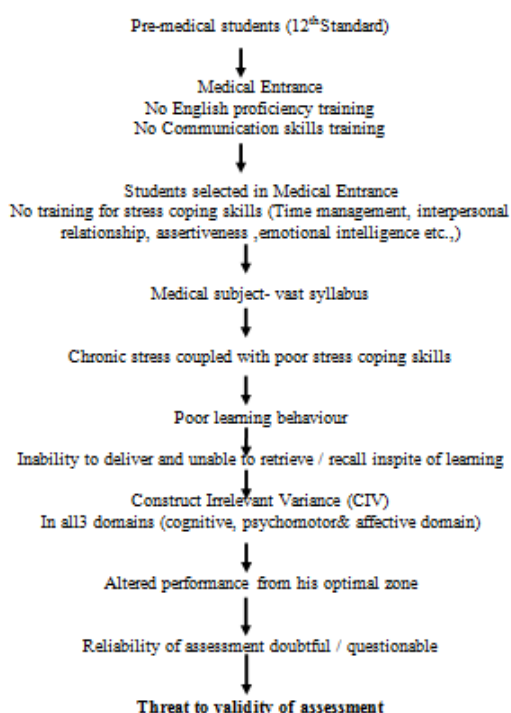 Pre-medical students (12thStandard)
Medical Entrance
No English proficiency training
No Communication skills training
Students selected in Medical Entrance
No training for stress coping skills (Time management, interpersonal
relationship, assertiveness ,emotional intelligence etc.,)
Medical subject- vast syllabus
Chronic stress coupled with poor stress coping skills
Poor learning behaviour
Inability to deliver and unable to retrieve / recall inspite of learning
Construct Irrelevant Variance (CIV)
In all3 domains (cognitive, psychomotor& affective domain)
Altered performance from his optimal zone
Reliability of assessment doubtful / questionable
Threat to validity of assessment